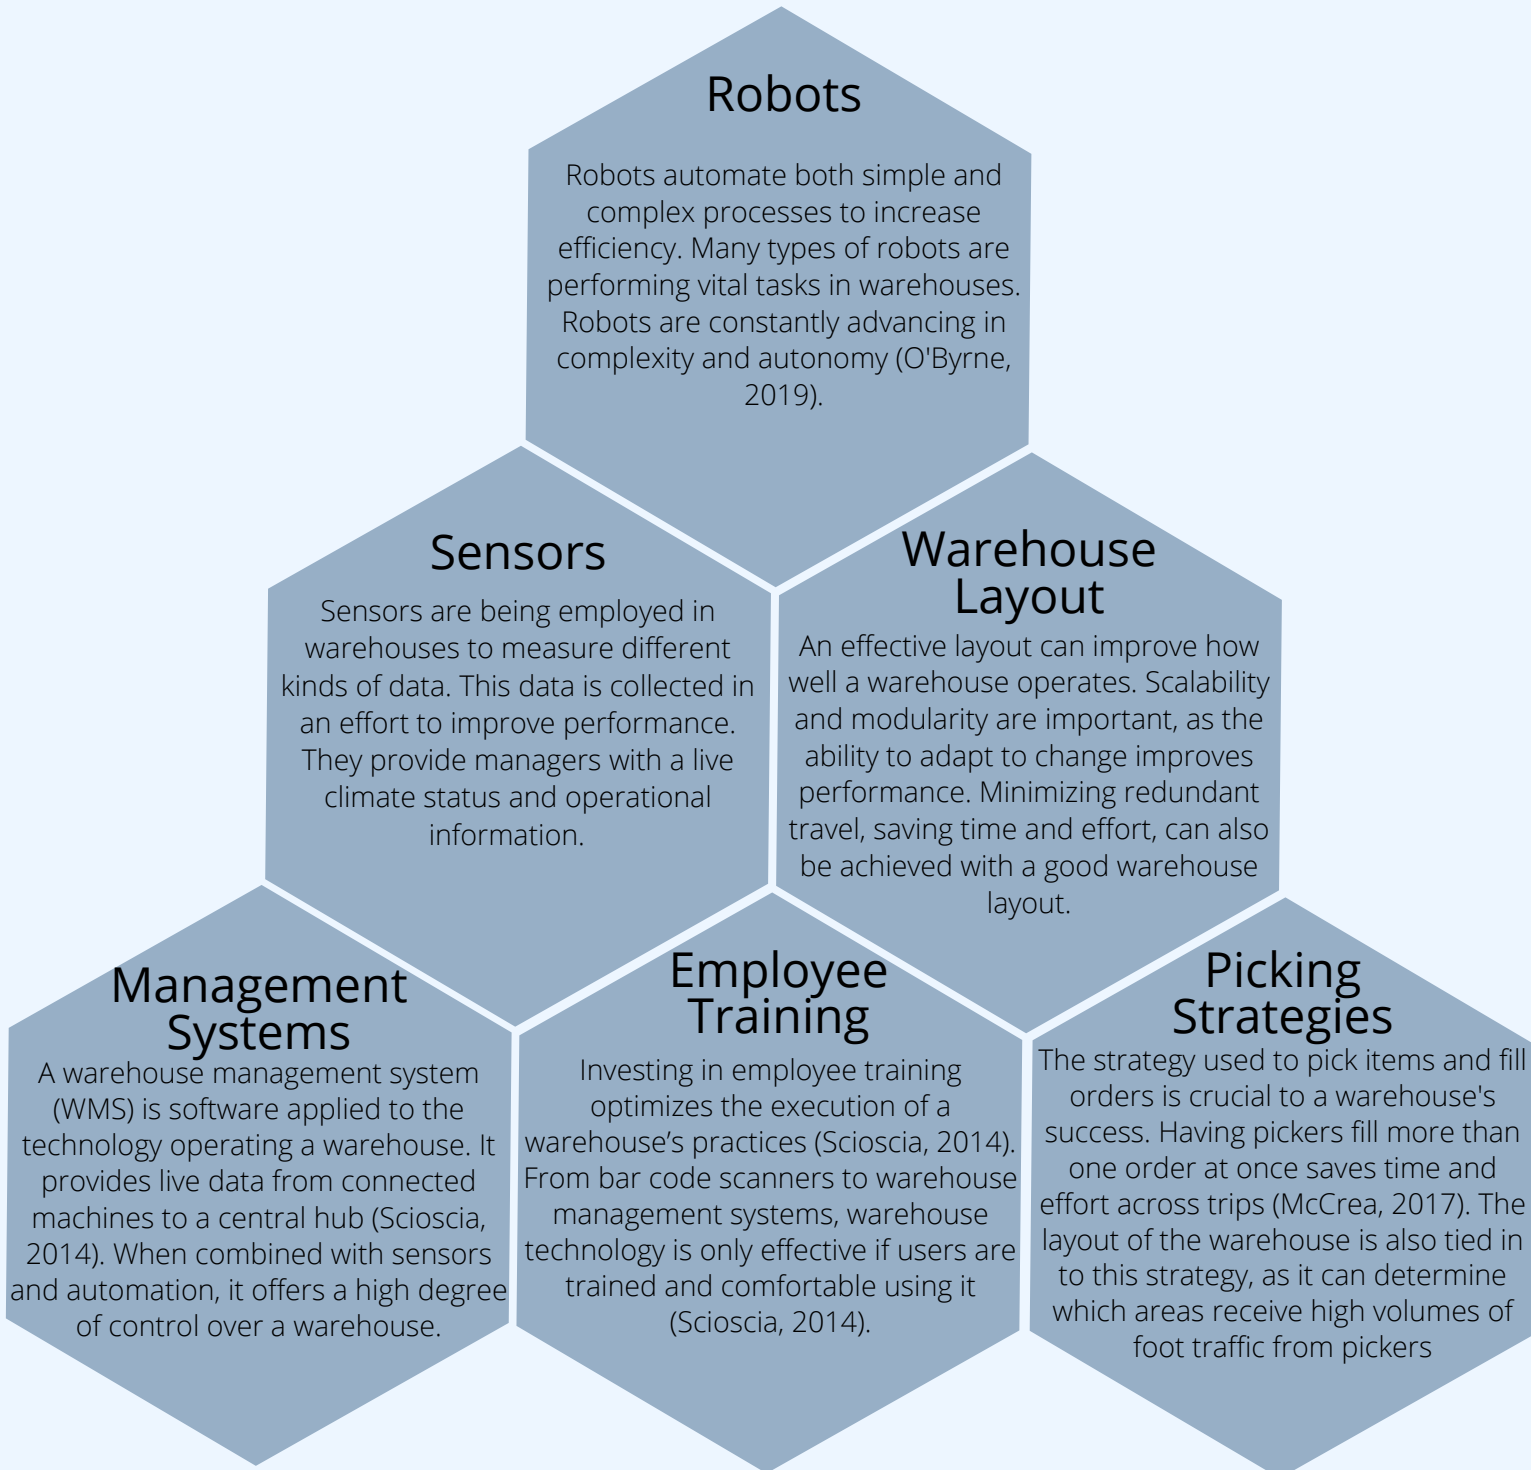 Robots
Robots automate both simple and
complex processes to increase
efficiency. Many types of robots are
performing vital tasks in warehouses.
Robots are constantly advancing in
complexity and autonomy (O'Byrne,
2019).
Sensors
Sensors are being employed in
warehouses to measure different
kinds of data. This data is collected in
an effort to improve performance.
They provide managers with a live
climate status and operational
information.
Warehouse
Layout
An effective layout can improve how
well a warehouse operates. Scalability
and modularity are important, as the
ability to adapt to change improves
performance. Minimizing redundant
travel, saving time and effort, can also
be achieved with a good warehouse
layout.
Management
Systems
A warehouse management system
(WMS) is software applied to the
technology operating a warehouse. It
provides live data from connected
machines to a central hub (Scioscia,
2014). When combined with sensors
and automation, it offers a high degree
of control over a warehouse.
Employee
Training
Investing in employee training
optimizes the execution of a
warehouse’s practices (Scioscia, 2014).
From bar code scanners to warehouse
management systems, warehouse
technology is only effective if users are
trained and comfortable using it
(Scioscia, 2014).
Picking
Strategies
The strategy used to pick items and fill
orders is crucial to a warehouse's
success. Having pickers fill more than
one order at once saves time and
effort across trips (McCrea, 2017). The
layout of the warehouse is also tied in
to this strategy, as it can determine
which areas receive high volumes of
foot traffic from pickers